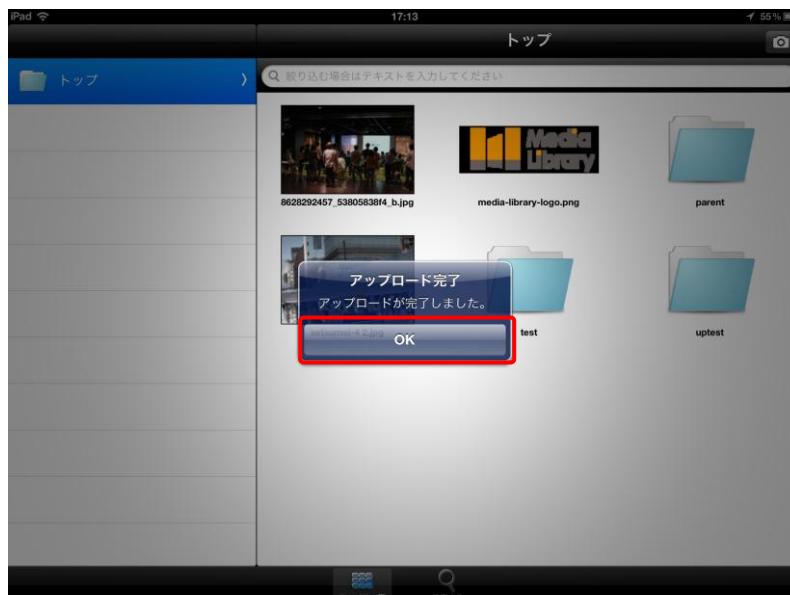 iPad
17:13
55%
トップ
トップ
絞り込む場合はテキストを入力してください
Media
Library
8628292457_53805838f4_b.jpg
media-library-logo.png
parent
アップロード完了
アップロードが完了しました。
OK
test
uptest